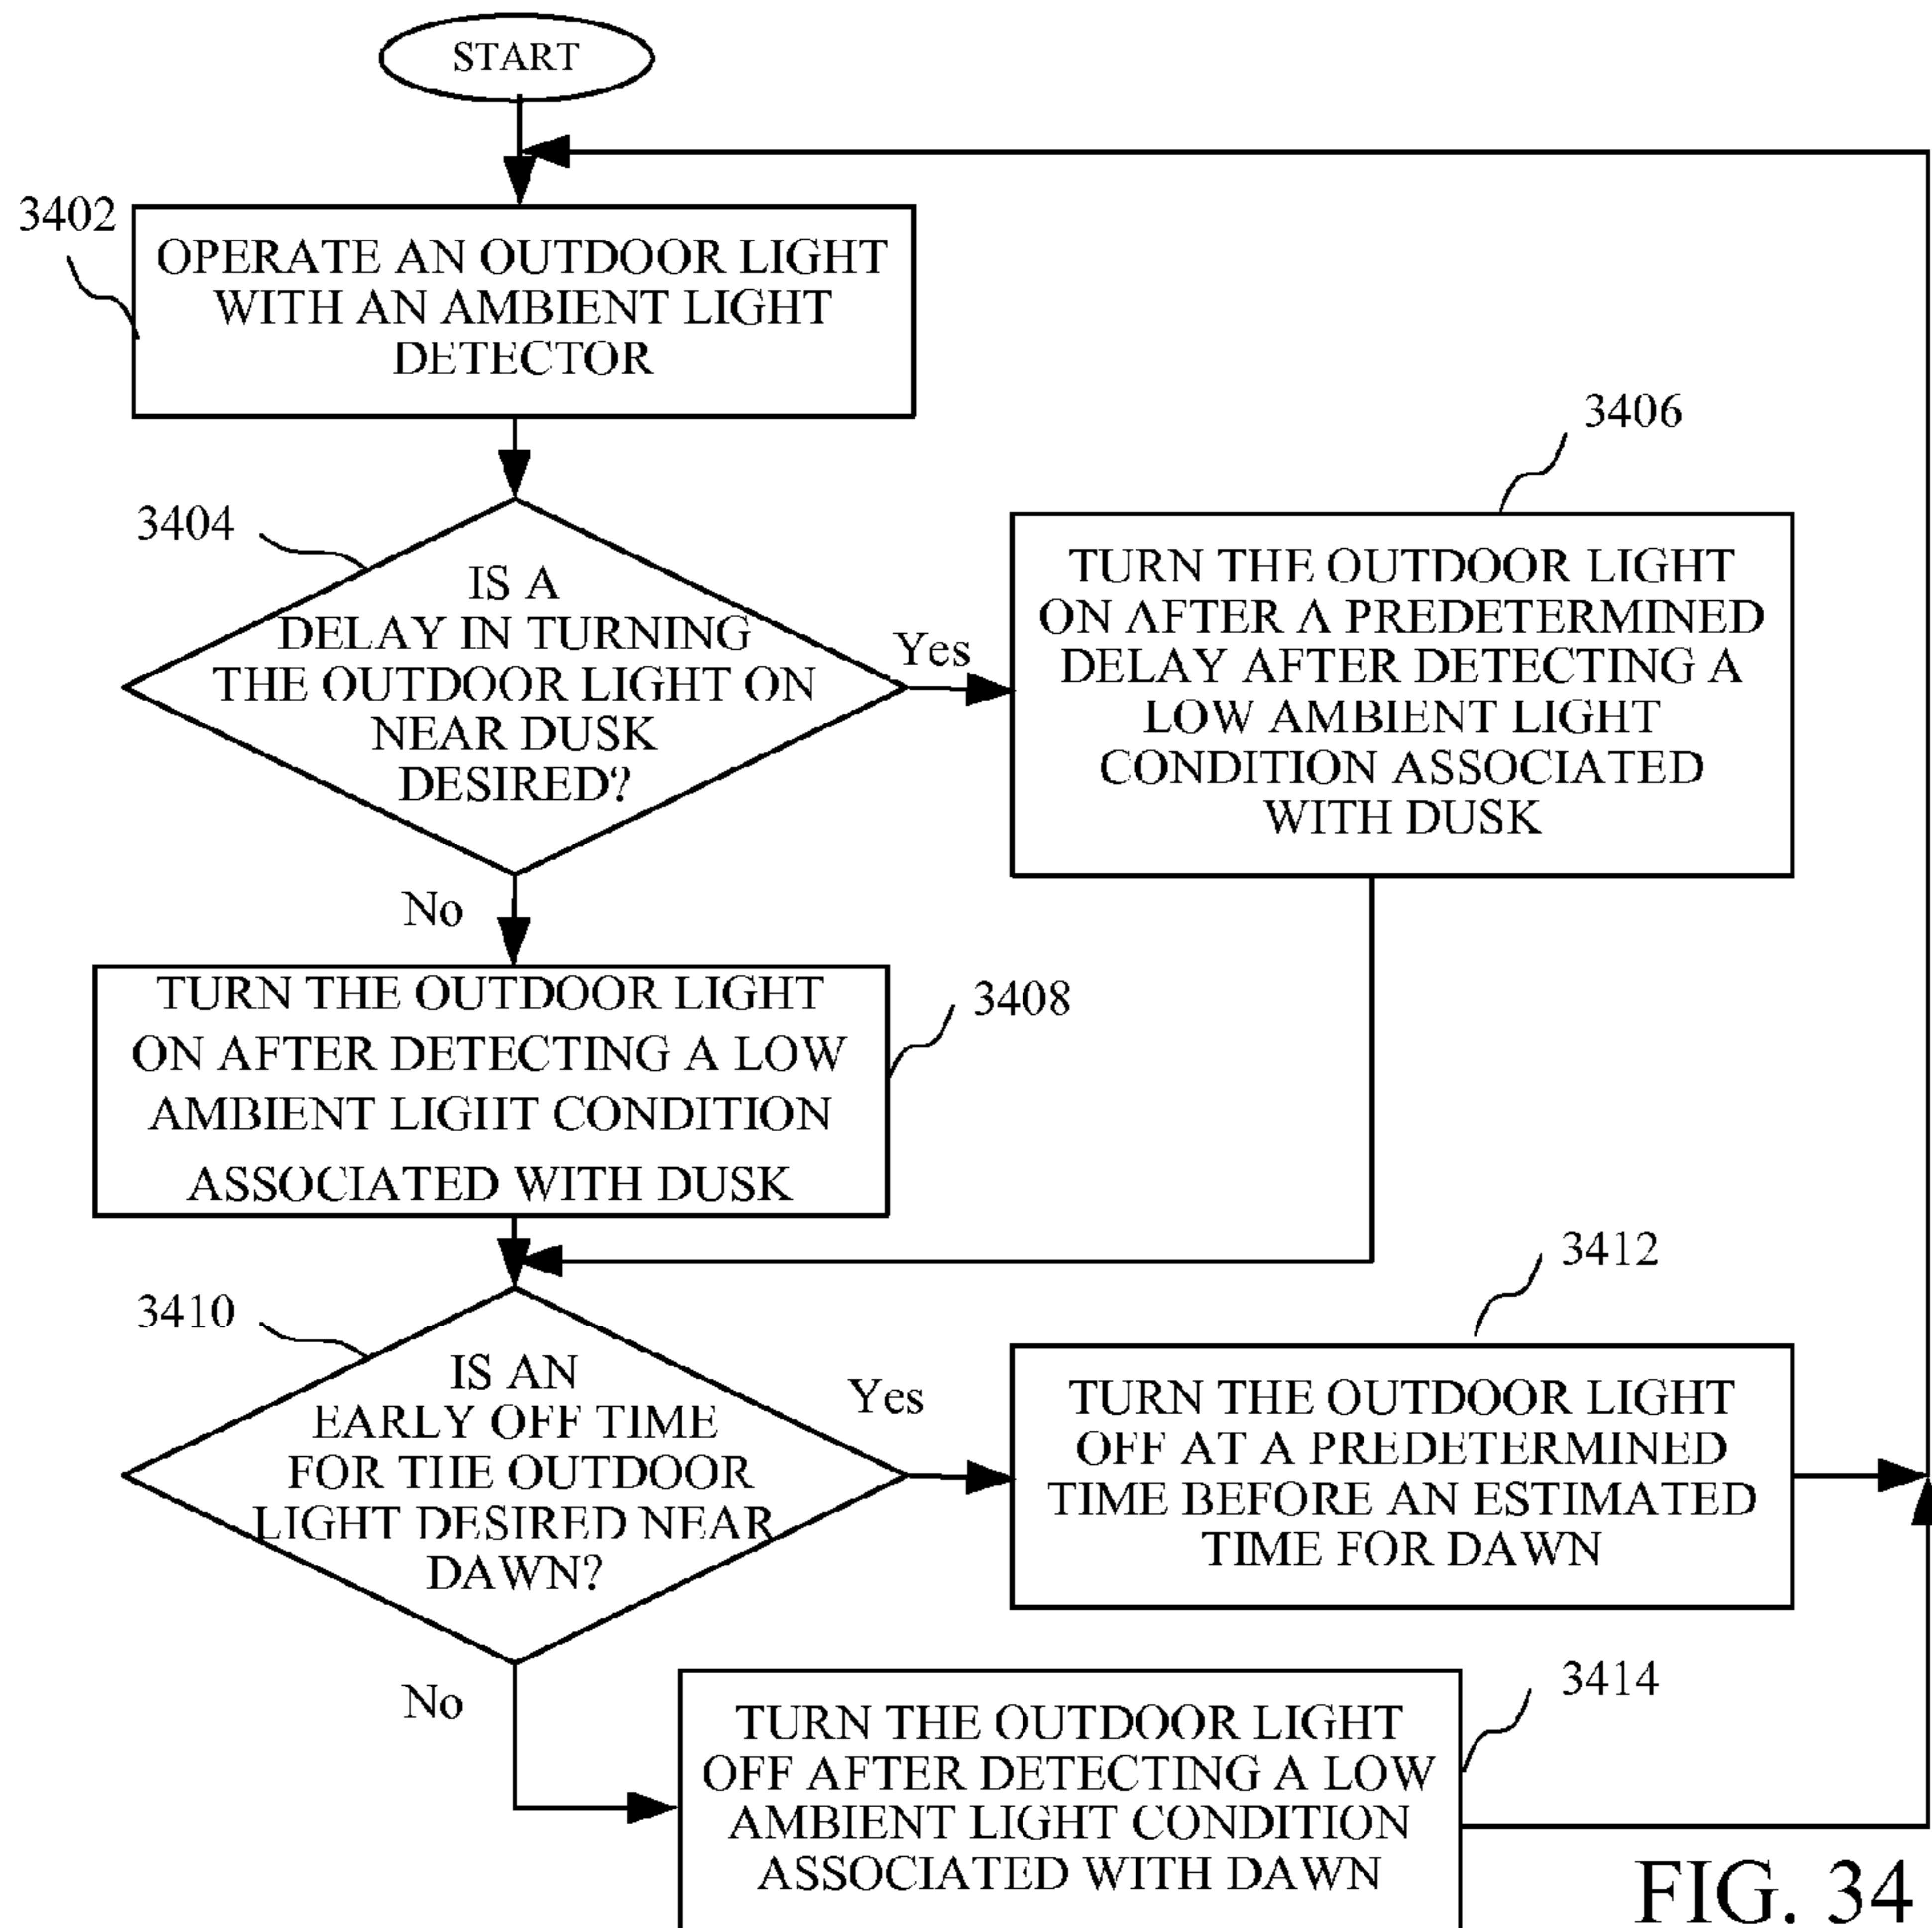 START
3402
OPERATE AN OUTDOOR LIGHT
WITH AN AMBIENT LIGHT
DETECTOR
3404
IS A
DELAY IN TURNING
THE OUTDOOR LIGHT ON
NEAR DUSK
DESIRED?
Yes
3406
TURN THE OUTDOOR LIGHT
ON AFTER A PREDETERMINED
DELAY AFTER DETECTING A
LOW AMBIENT LIGHT
CONDITION ASSOCIATED
WITH DUSK
No
TURN THE OUTDOOR LIGHT
ON AFTER DETECTING A LOW
AMBIENT LIGHT CONDITION
ASSOCIATED WITH DUSK
3408
3410
IS AN
EARLY OFF TIME
FOR THE OUTDOOR
LIGHT DESIRED NEAR
DAWN?
Yes
3412
TURN THE OUTDOOR LIGHT
OFF AT A PREDETERMINED
TIME BEFORE AN ESTIMATED
TIME FOR DAWN
No
3414
TURN THE OUTDOOR LIGHT
OFF AFTER DETECTING A LOW
AMBIENT LIGHT CONDITION
ASSOCIATED WITH DAWN
FIG. 34